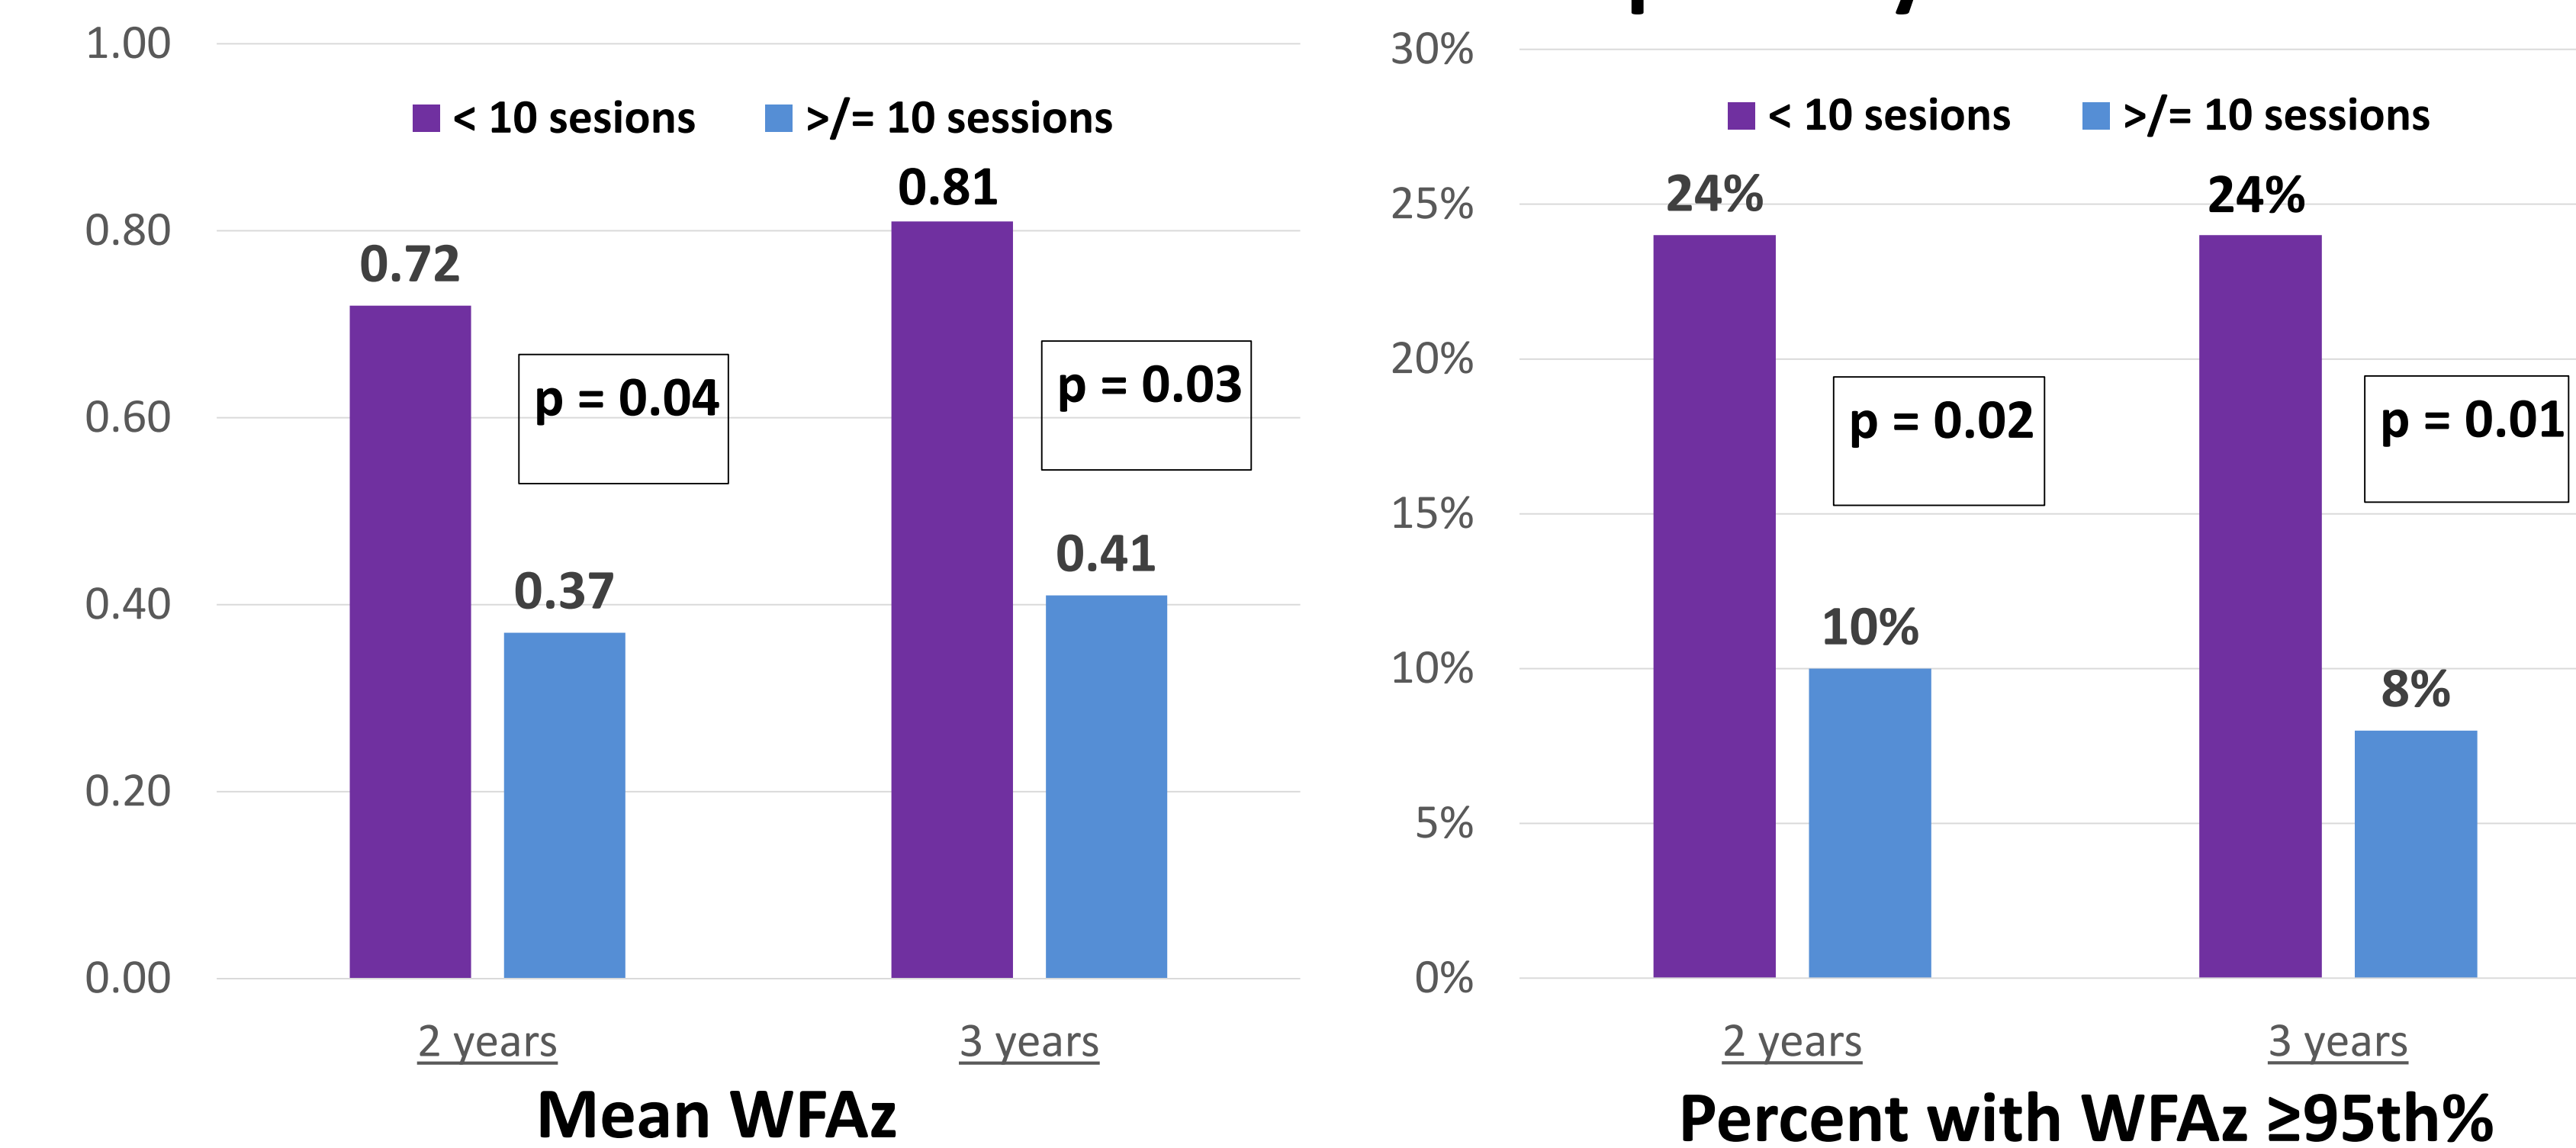 1.00
0.80
0.60
0.40
0.20
0.00
< 10 sesions
>/= 10 sessions
0.72
0.37
0.81
0.41
p = 0.04
p = 0.03
2 years
3 years
Mean WFAz
30%
25%
20%
15%
10%
5%
0%
< 10 sesions
>/= 10 sessions
24%
10%
24%
8%
p = 0.02
p = 0.01
2 years
3 years
Percent with WFAz ≥95th%